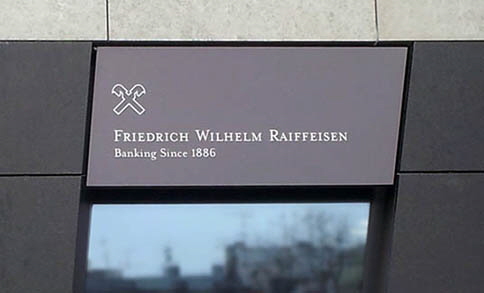 Friedrich Wilhelm Raiffeisen
Banking Since 1886